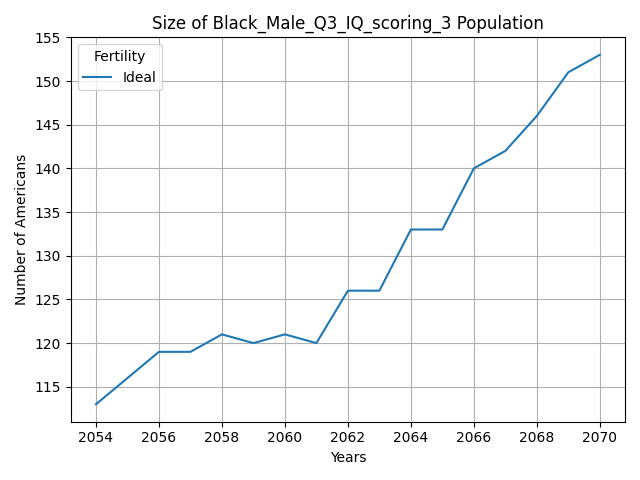 Size of Black_Male_Q3_IQ_scoring_3 Population
Fertility
Ideal
155
150
145
140
135
130
125
120
115
Number of Americans
2054 2056 2058 2060 2062 2064 2066 2068 2070
Years